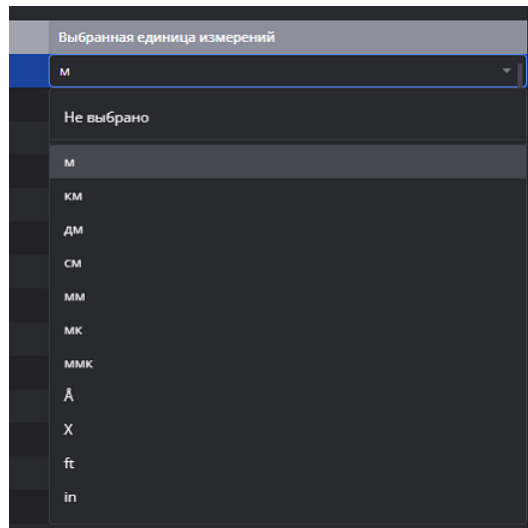 Выбранная единица измерений
м
Не выбрано
м
км
дм
см
мм
мк
ммк
Å
X
ft
in